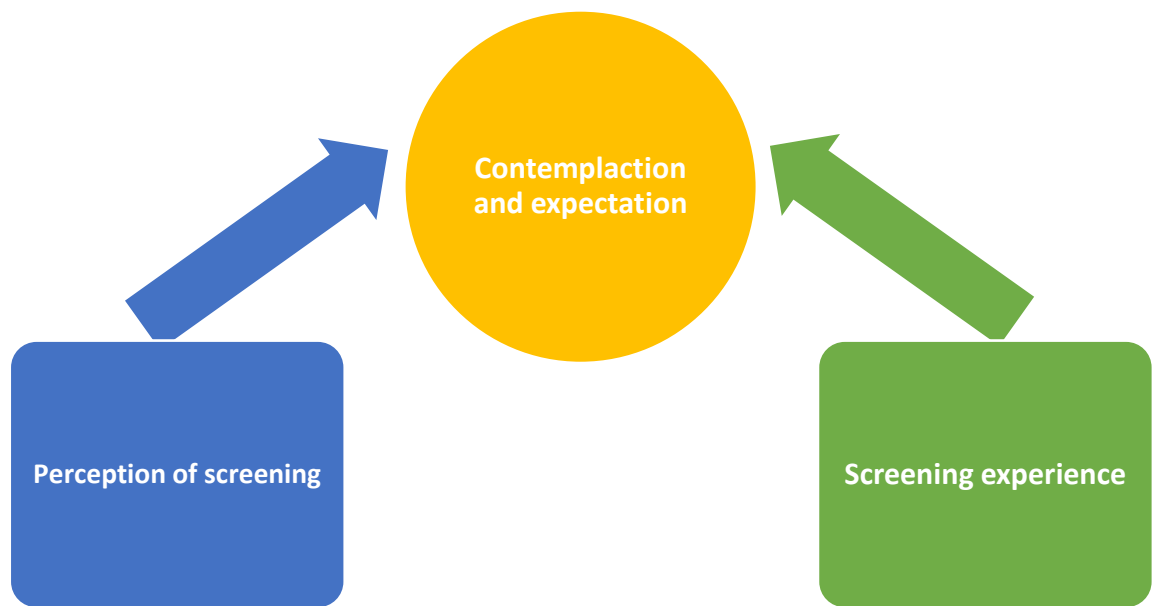 Contemplaction
and expectation
Perception of screening
Screening experience